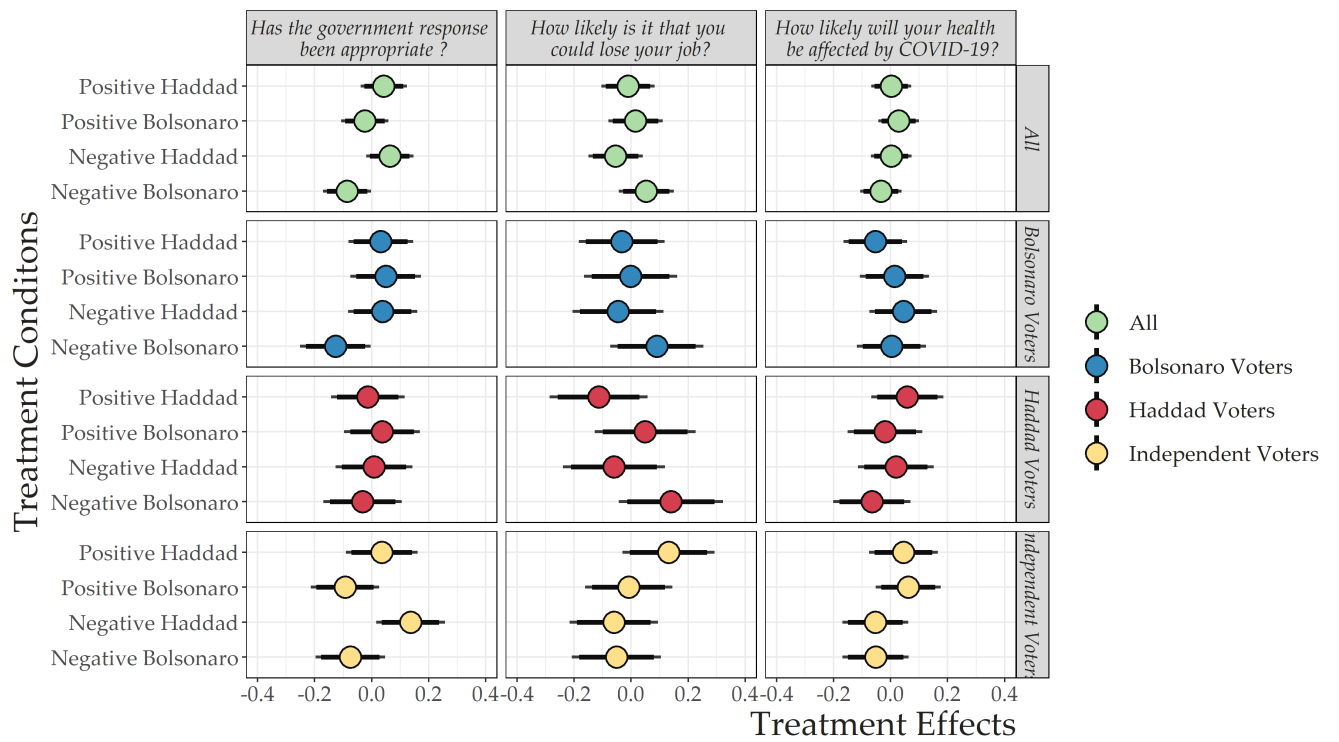 Has the government response
been appropriate ?
How likely is it that you
could lose your job?
How likely will your health
be affected by COVID-19?
Treatment Conditons
Positive Haddad
Positive Bolsonaro
Negative Haddad
Negative Bolsonaro
All
Positive Haddad
Positive Bolsonaro
Negative Haddad
Negative Bolsonaro
Bolsonaro Voters
Positive Haddad
Positive Bolsonaro
Negative Haddad
Negative Bolsonaro
Haddad Voters
Positive Haddad
Positive Bolsonaro
Negative Haddad
Negative Bolsonaro
ndependent Voters
-0.4 -0.2 0.0 0.2 0.4
-0.4 -0.2 0.0 0.2 0.4
-0.4 -0.2 0.0 0.2 0.4
Treatment Effects
All
Bolsonaro Voters
Haddad Voters
Independent Voters